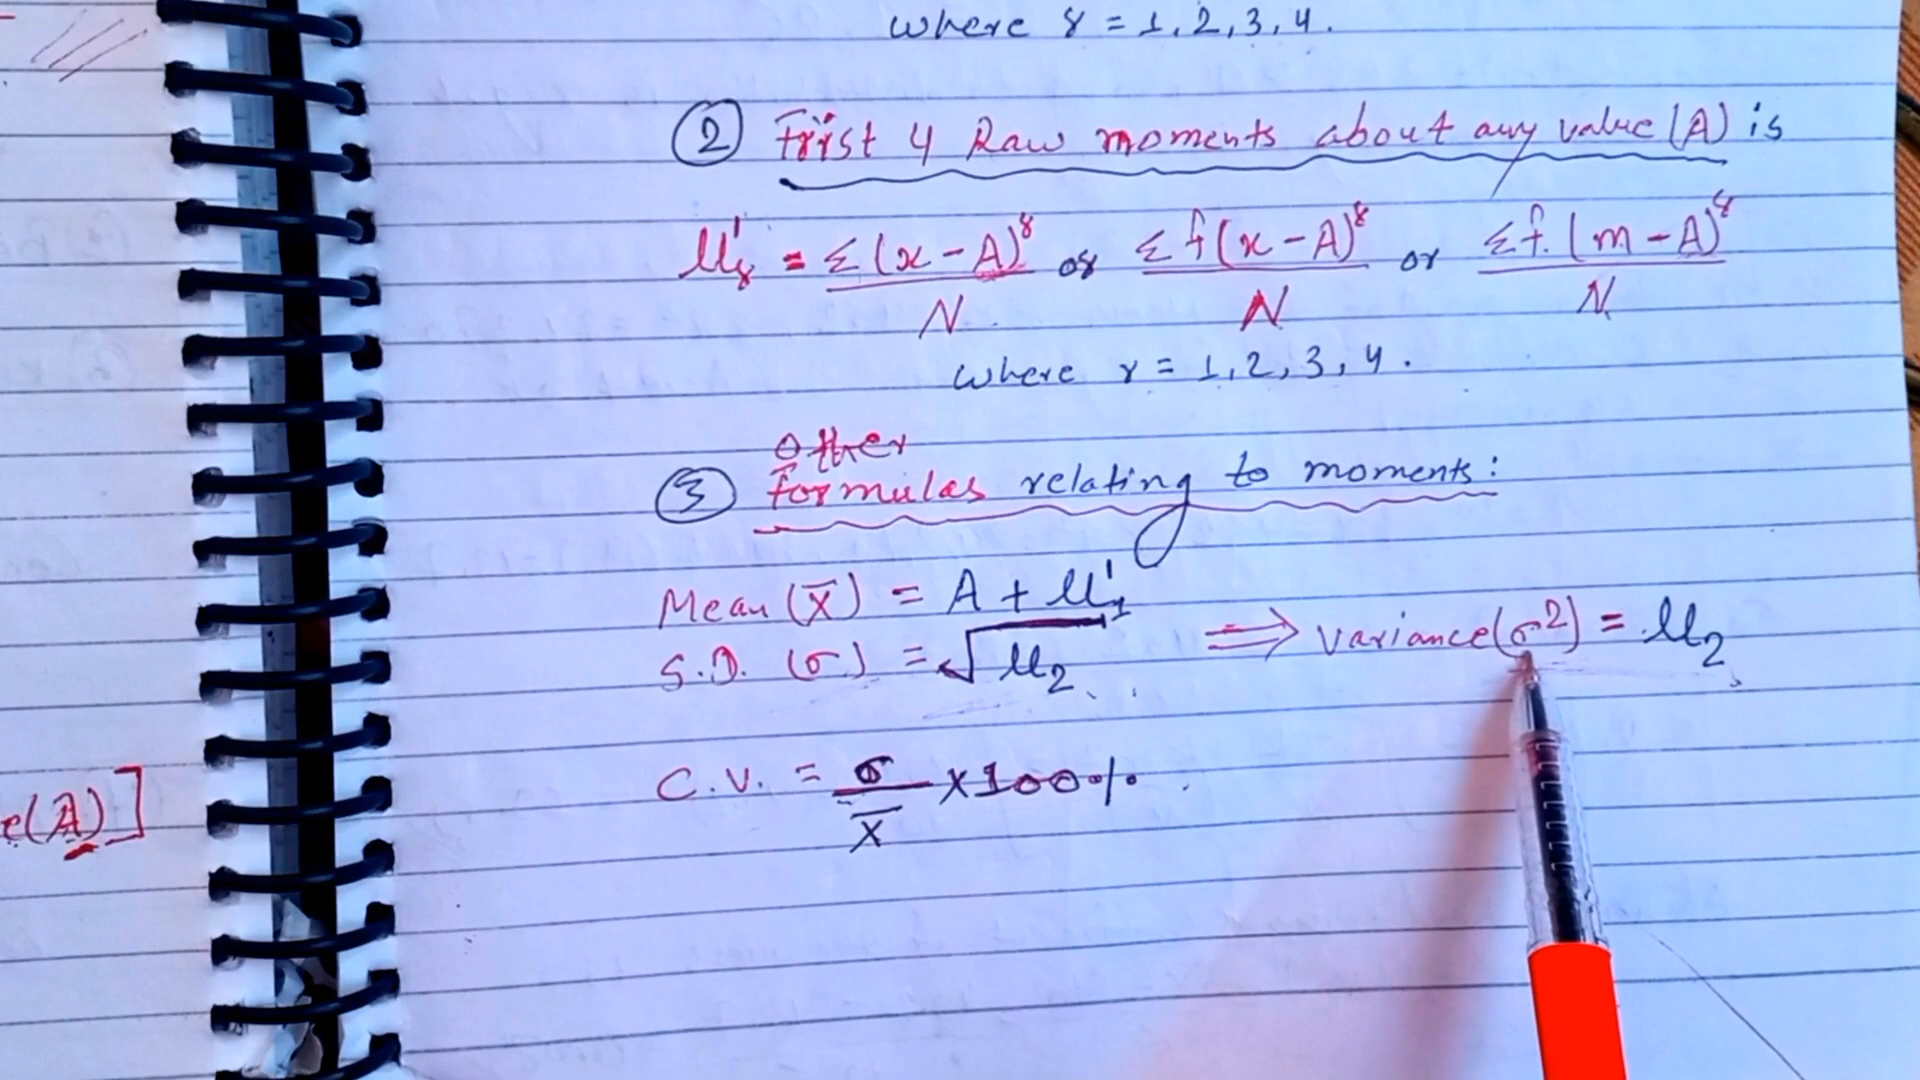 where r = 1, 2, 3, 4.
② First 4 Raw moments about any value (A) is
μ'r = Σ(x-A)^r / N or Σf(x-A)^r / N or Σf.(m-A)^r / N
where r = 1, 2, 3, 4.
③ Other
Formulas relating to moments:
Mean (X̄) = A + μ'1
S.D. (σ) = √μ2 ⇒ variance(σ²) = μ2
C.V. = σ / X̄ × 100%.
e(A)]